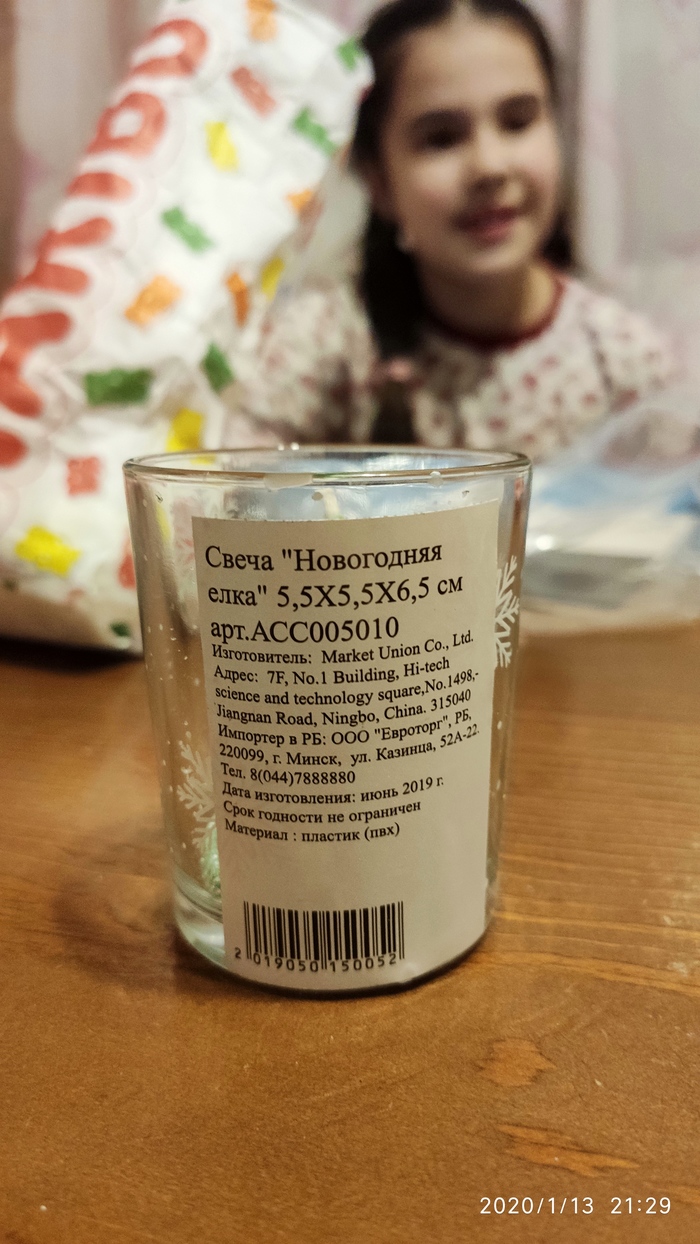 Свеча "Новогодняя
елка" 5,5X5,5X6,5 см
арт.АСС005010
Изготовитель: Market Union Co., Ltd.
Адрес: 7F, No.1 Building, Hi-tech
science and technology square,No.1498,-
Jiangnan Road, Ningbo, China. 315040
Импортер в РБ: ООО "Евроторг", РБ,
220099, г. Минск, ул. Казинца, 52А-22.
Тел. 8(044)7888880
Дата изготовления: июнь 2019 г.
Срок годности не ограничен
Материал : пластик (пвх)
2 019050 150052
2020/1/13 21:29